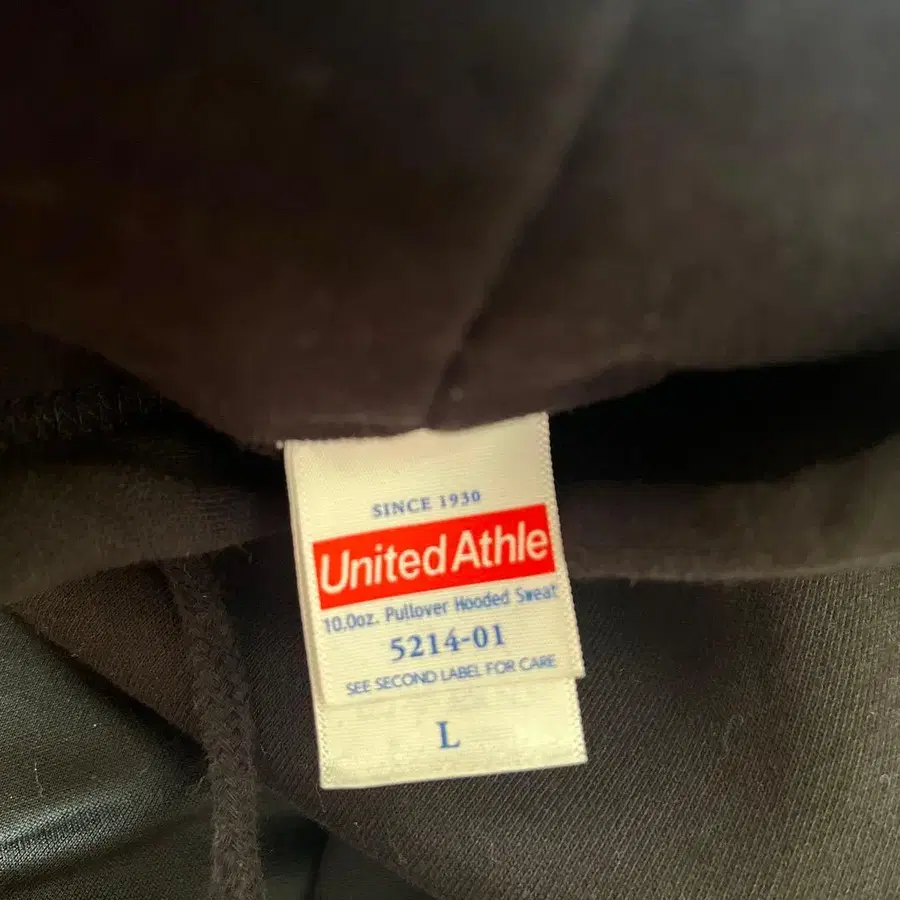 SINCE 1930
United Athle
10.0oz. Pullover Hooded Sweat
5214-01
SEE SECOND LABEL FOR CARE
L